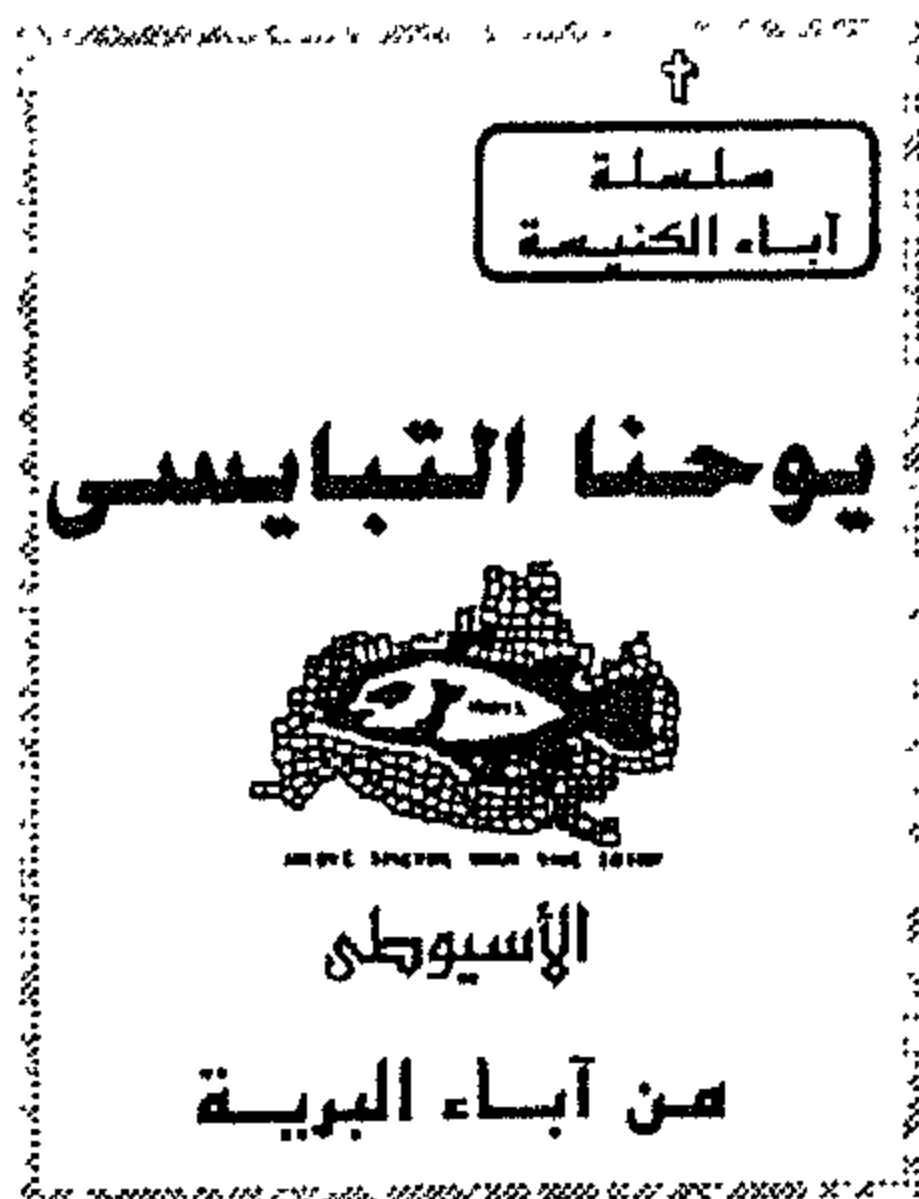 سلسلة
آباء الكنيسة
يوحنا التبايسى
الأسيوطى
من آباء البرية